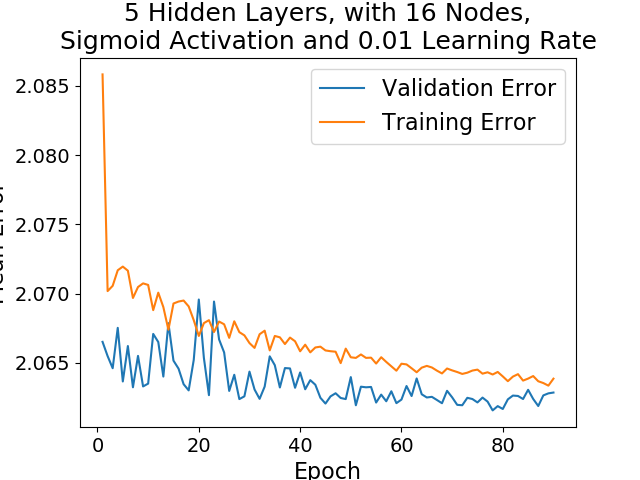 5 Hidden Layers, with 16 Nodes,
Sigmoid Activation and 0.01 Learning Rate
Validation Error
Training Error
2.085
2.080
2.075
2.070
2.065
0
20
40
60
80
Epoch